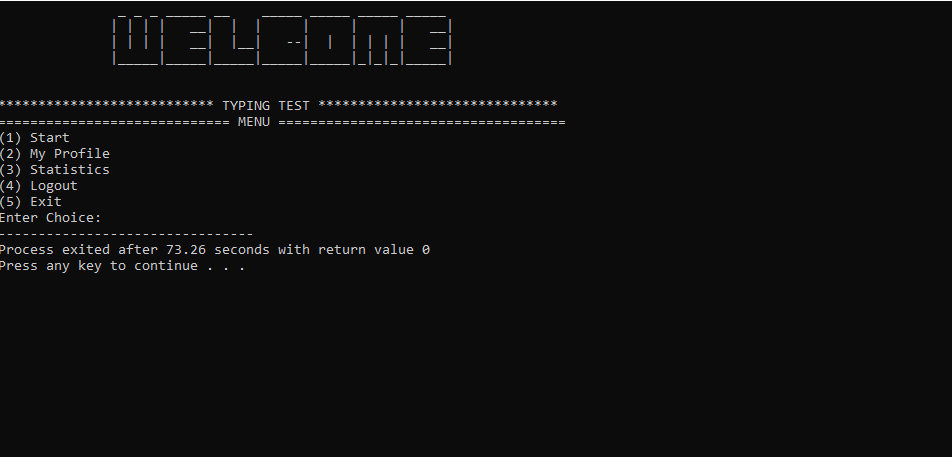 WELCOME
*************************** TYPING TEST ******************************
============================= MENU ====================================
(1) Start
(2) My Profile
(3) Statistics
(4) Logout
(5) Exit
Enter Choice:
--------------------------------
Process exited after 73.26 seconds with return value 0
Press any key to continue . . .